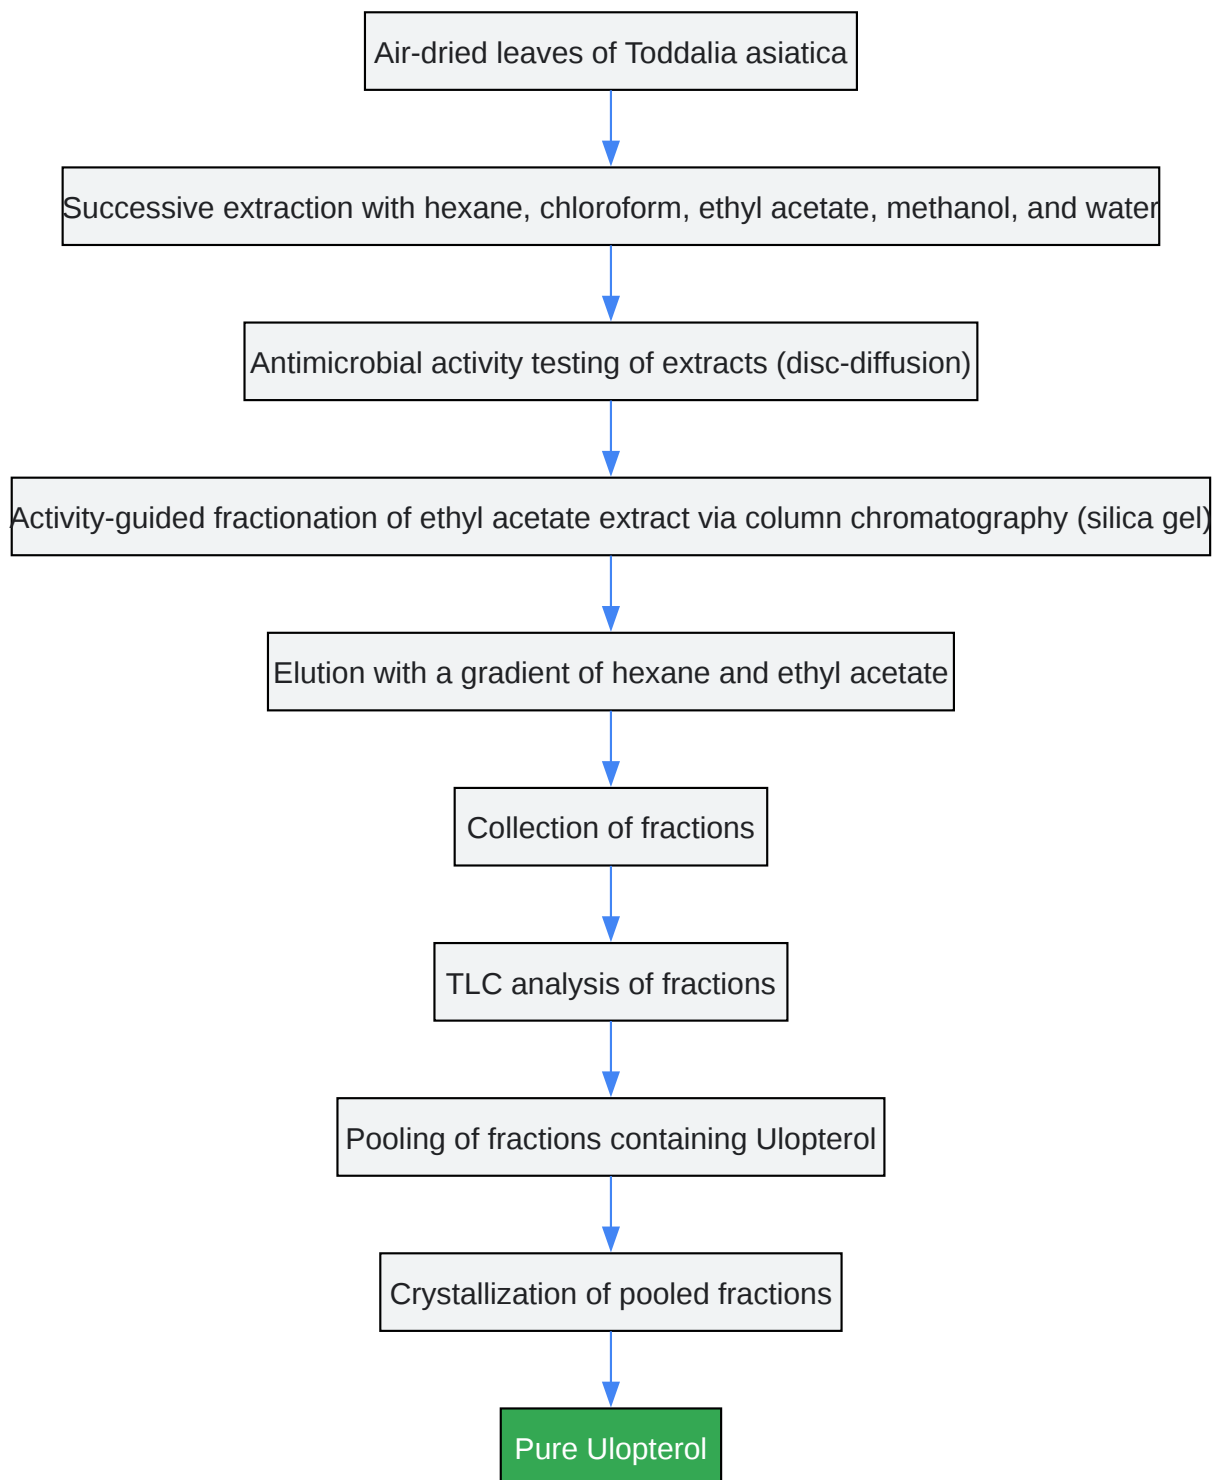 Air-dried leaves of Toddalia asiatica
Successive extraction with hexane, chloroform, ethyl acetate, methanol, and water
Antimicrobial activity testing of extracts (disc-diffusion)
Activity-guided fractionation of ethyl acetate extract via column chromatography (silica gel)
Elution with a gradient of hexane and ethyl acetate
Collection of fractions
TLC analysis of fractions
Pooling of fractions containing Ulopterol
Crystallization of pooled fractions
Pure Ulopterol